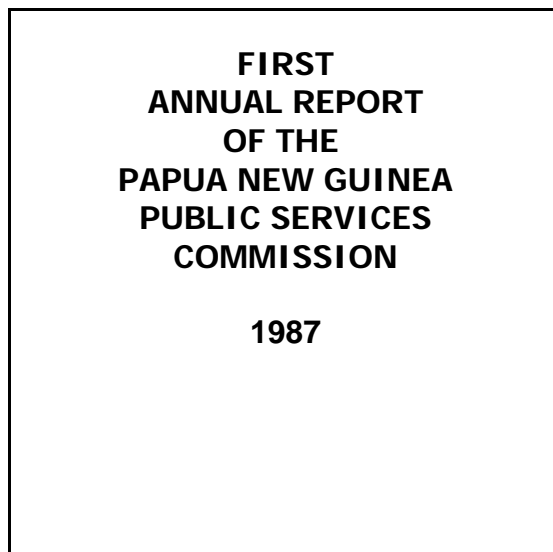 FIRST
ANNUAL REPORT
OF THE
PAPUA NEW GUINEA
PUBLIC SERVICES
COMMISSION
1987